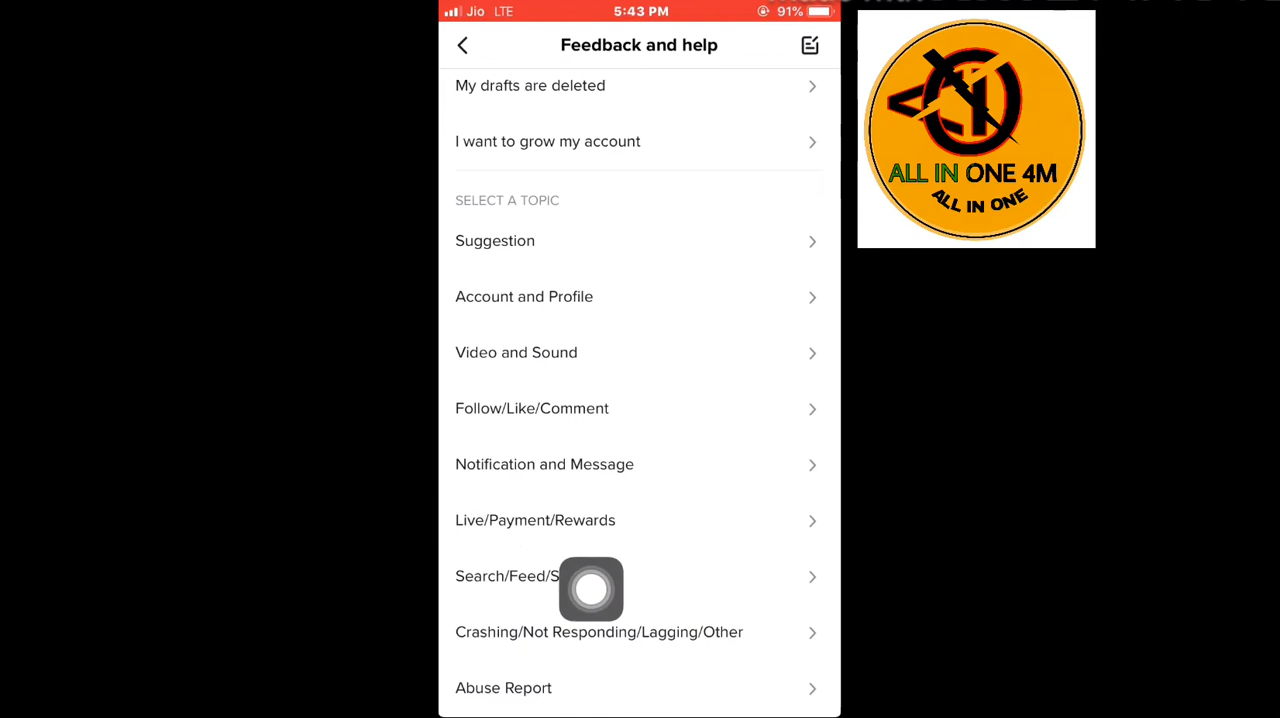 Jio LTE 5:43 PM 91%
Feedback and help
My drafts are deleted
I want to grow my account
SELECT A TOPIC
Suggestion
Account and Profile
Video and Sound
Follow/Like/Comment
Notification and Message
Live/Payment/Rewards
Search/Feed/S
Crashing/Not Responding/Lagging/Other
Abuse Report
ALL IN ONE 4M
ALL IN ONE